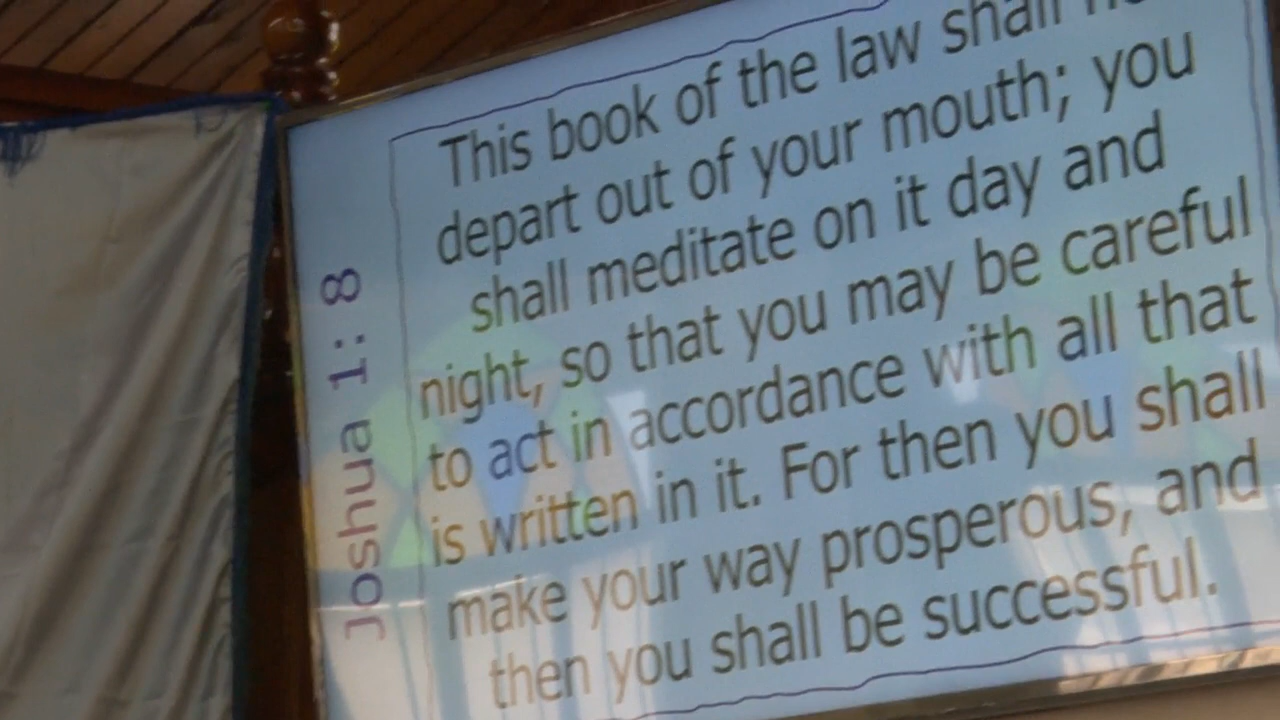 This book of the law shall
depart out of your mouth; you
shall meditate on it day and
night, so that you may be careful
to act in accordance with all that
is written in it. For then you shall
make your way prosperous, and
then you shall be successful.
Joshua 1: 8